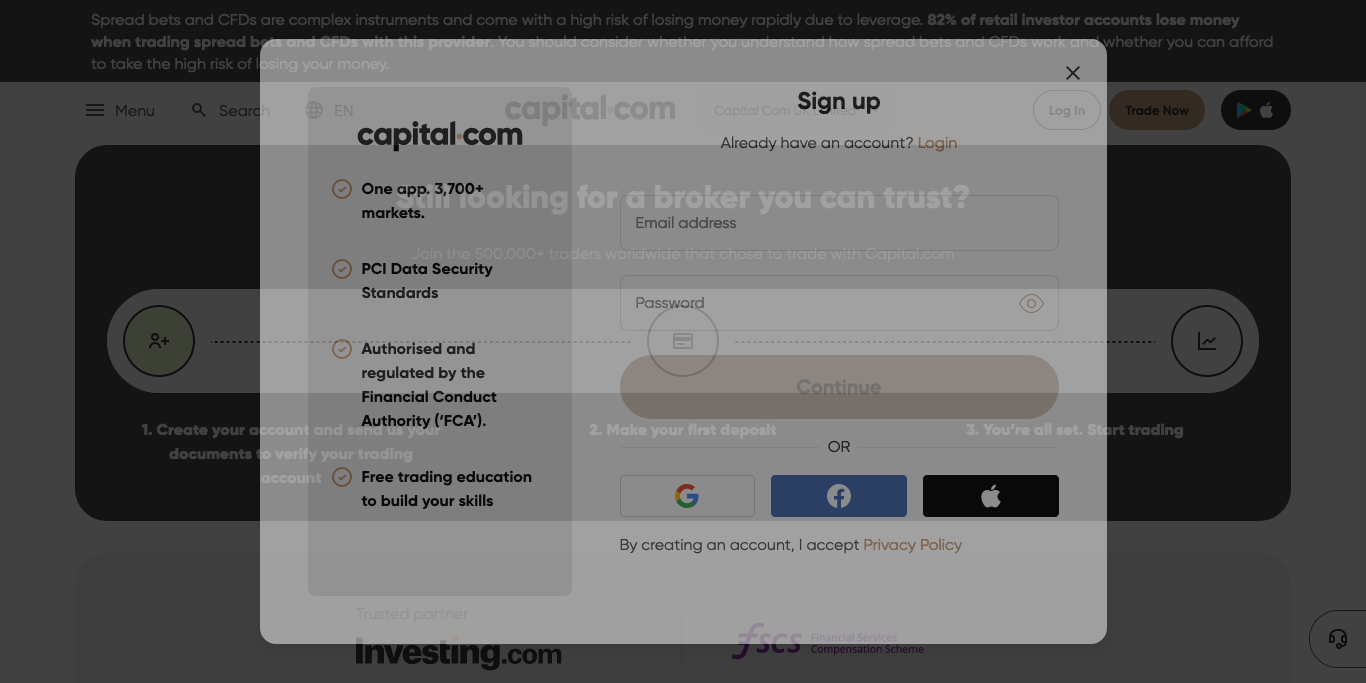 Spread bets and CFDs are complex instruments and come with a high risk of losing money rapidly due to leverage. 82% of retail investor accounts lose money
when trading spread bets and CFDs with this provider. You should consider whether you understand how spread bets and CFDs work and whether you can afford
to take the high risk of losing your money.
Menu
Search
EN
capital.com
Capital Com UK Limited
Log In
Trade Now
Still looking for a broker you can trust?
Join the 500.000+ traders worldwide that chose to trade with Capital.com
1. Create your account and send us your
documents to verify your trading
account
2. Make your first deposit
3. You're all set. Start trading
Trusted partner
Investing.com
fscs Financial Services
Compensation Scheme
capital.com
One app. 3,700+
markets.
PCI Data Security
Standards
Authorised and
regulated by the
Financial Conduct
Authority (‘FCA’).
Free trading education
to build your skills
Sign up
Already have an account? Login
Email address
Password
Continue
OR
By creating an account, I accept Privacy Policy